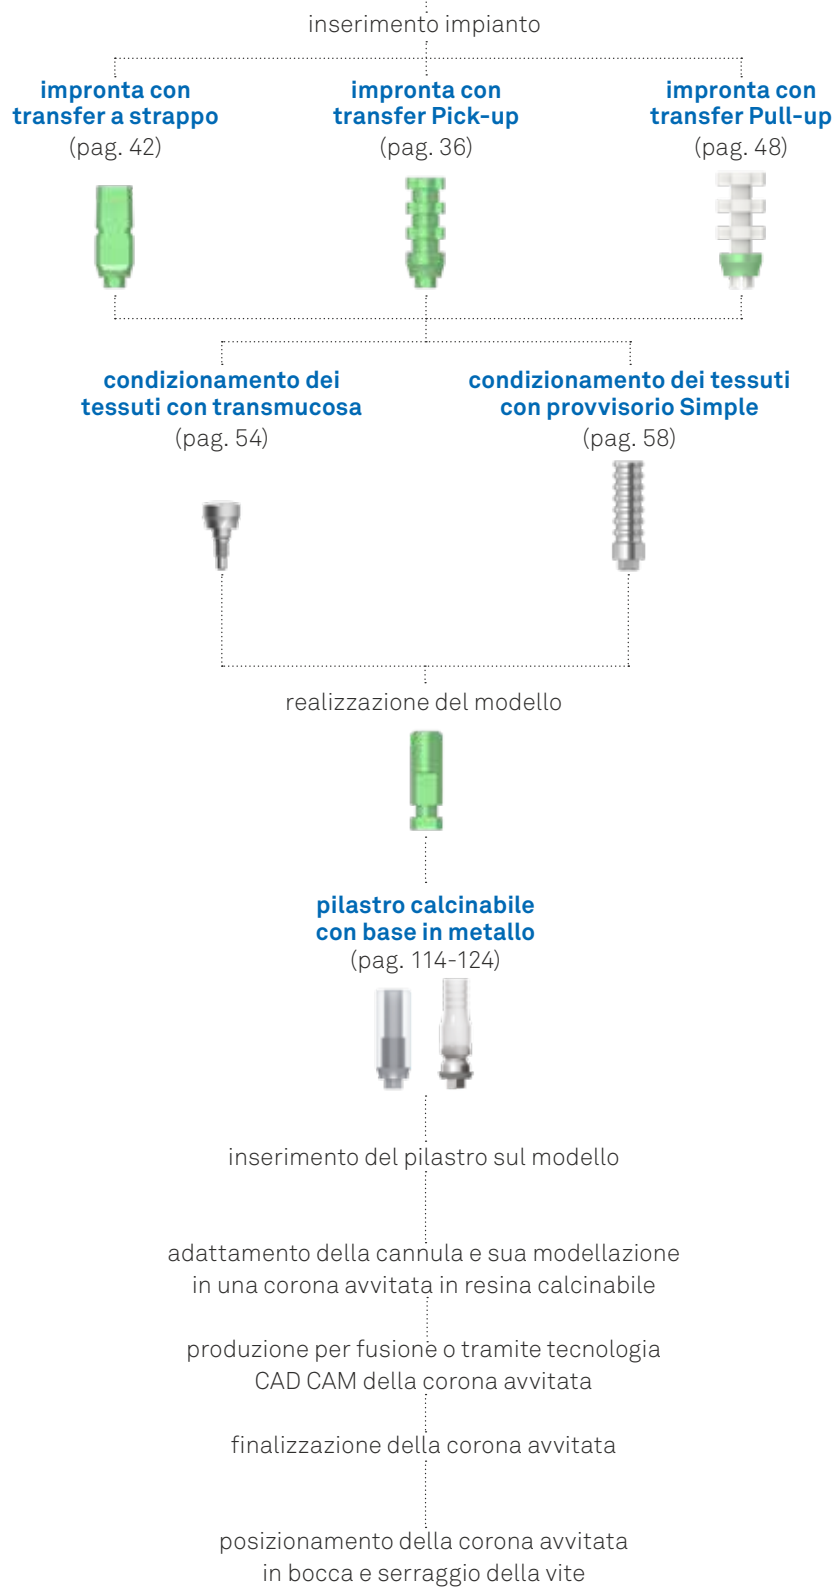 inserimento impianto
impronta con
transfer a strappo
(pag. 42)
impronta con
transfer Pick-up
(pag. 36)
impronta con
transfer Pull-up
(pag. 48)
condizionamento dei
tessuti con transmucosa
(pag. 54)
condizionamento dei tessuti
con provvisorio Simple
(pag. 58)
realizzazione del modello
pilastro calcinabile
con base in metallo
(pag. 114-124)
inserimento del pilastro sul modello
adattamento della cannula e sua modellazione
in una corona avvitata in resina calcinabile
produzione per fusione o tramite tecnologia
CAD CAM della corona avvitata
finalizzazione della corona avvitata
posizionamento della corona avvitata
in bocca e serraggio della vite